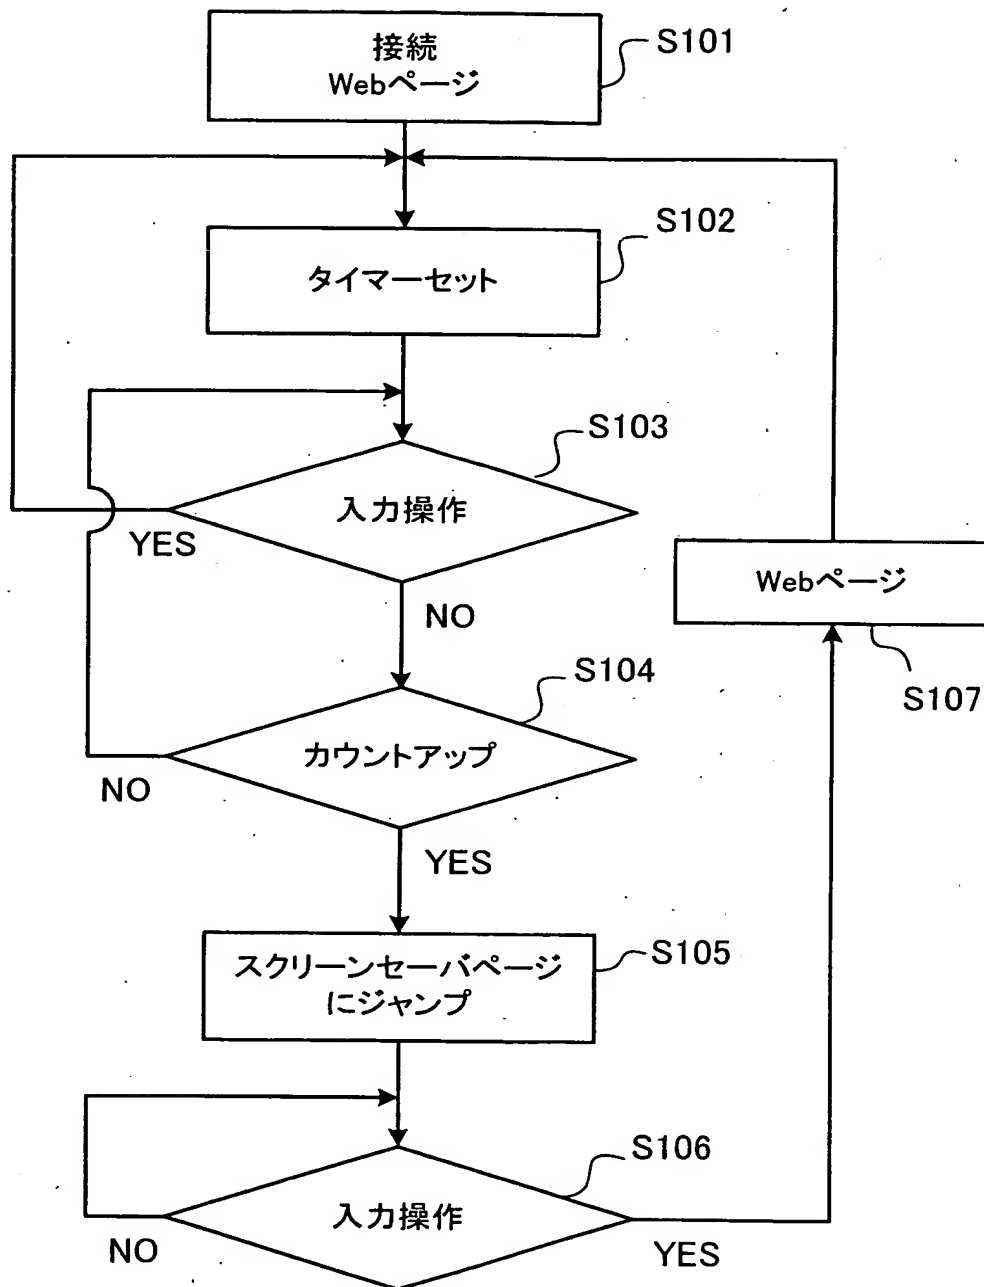 接続
Webページ
S101
S102
タイマーセット
S103
入力操作
YES
Webページ
NO
S104
S107
カウントアップ
NO
YES
S105
スクリーンセーバページ
にジャンプ
S106
入力操作
NO
YES